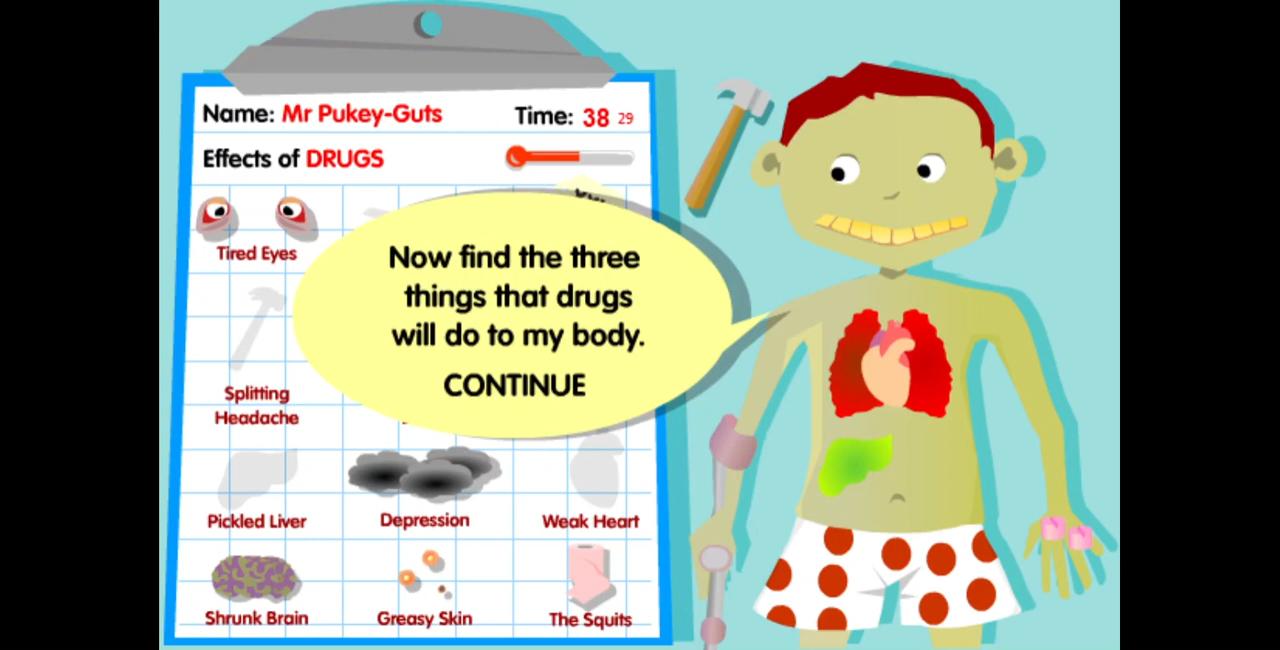 Name: Mr Pukey-Guts
Time: 38 29
Effects of DRUGS
Tired Eyes
Now find the three
things that drugs
will do to my body.
CONTINUE
Splitting
Headache
Pickled Liver
Depression
Weak Heart
Shrunk Brain
Greasy Skin
The Squits